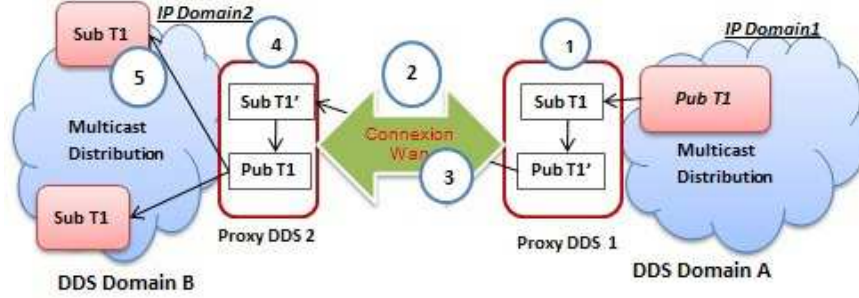 IP Domain2
Sub T1
5
4
2
1
IP Domain1
Multicast
Distribution
Sub T1'
Pub T1
Connexion
Wan
3
Sub T1
Pub T1'
Pub T1
Multicast
Distribution
Sub T1
Proxy DDS 2
Proxy DDS 1
DDS Domain B
DDS Domain A